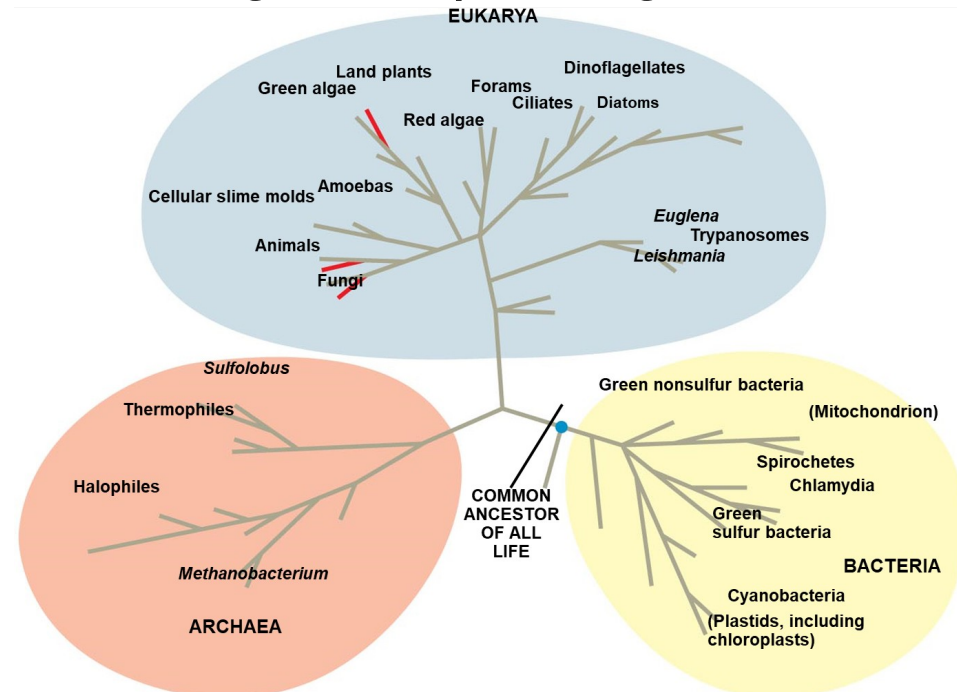 EUKARYA
Land plants
Green algae
Forams
Dinoflagellates
Ciliates
Diatoms
Red algae
Amoebas
Cellular slime molds
Animals
Fungi
Euglena
Trypanosomes
Leishmania
Sulfolobus
Thermophiles
Halophiles
Methanobacterium
ARCHAEA
COMMON
ANCESTOR
OF ALL
LIFE
Green nonsulfur bacteria
(Mitochondrion)
Spirochetes
Chlamydia
Green
sulfur bacteria
BACTERIA
Cyanobacteria
(Plastids, including
chloroplasts)